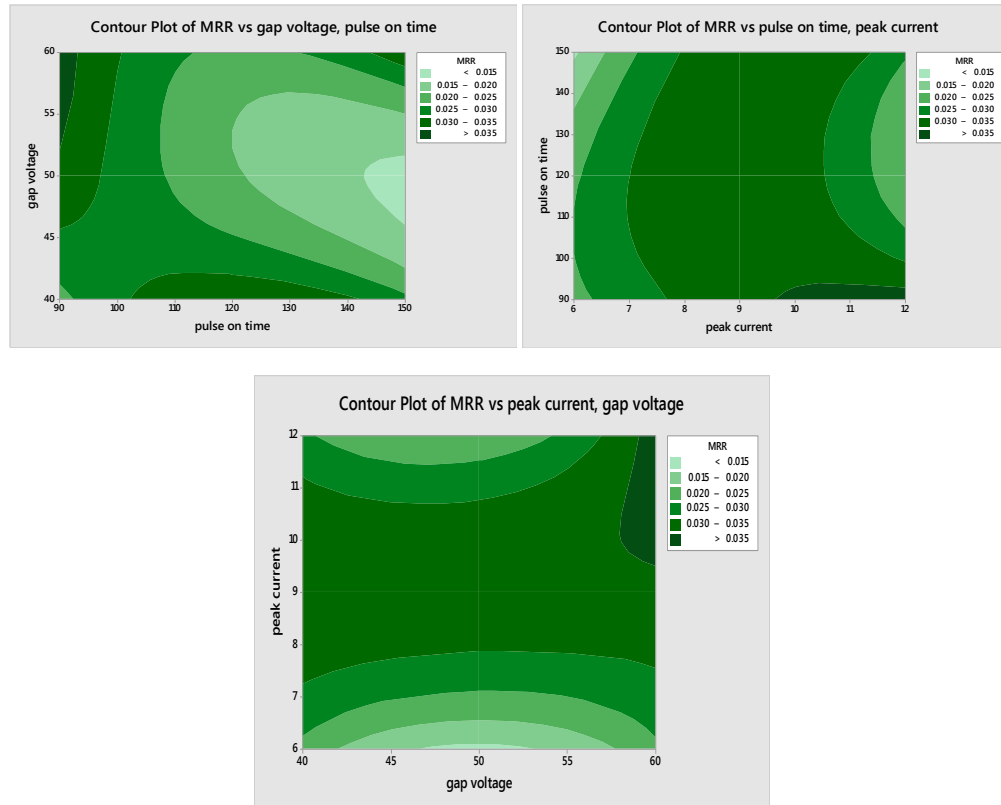 Contour Plot of MRR vs gap voltage, pulse on time
60
55
50
45
40
90
100
110
120
130
140
150
gap voltage
pulse on time
MRR
< 0.015
0.015 – 0.020
0.020 – 0.025
0.025 – 0.030
0.030 – 0.035
> 0.035
Contour Plot of MRR vs pulse on time, peak current
150
140
130
120
110
100
90
6
7
8
9
10
11
12
pulse on time
peak current
MRR
< 0.015
0.015 – 0.020
0.020 – 0.025
0.025 – 0.030
0.030 – 0.035
> 0.035
Contour Plot of MRR vs peak current, gap voltage
12
11
10
9
8
7
6
40
45
50
55
60
peak current
gap voltage
MRR
< 0.015
0.015 – 0.020
0.020 – 0.025
0.025 – 0.030
0.030 – 0.035
> 0.035